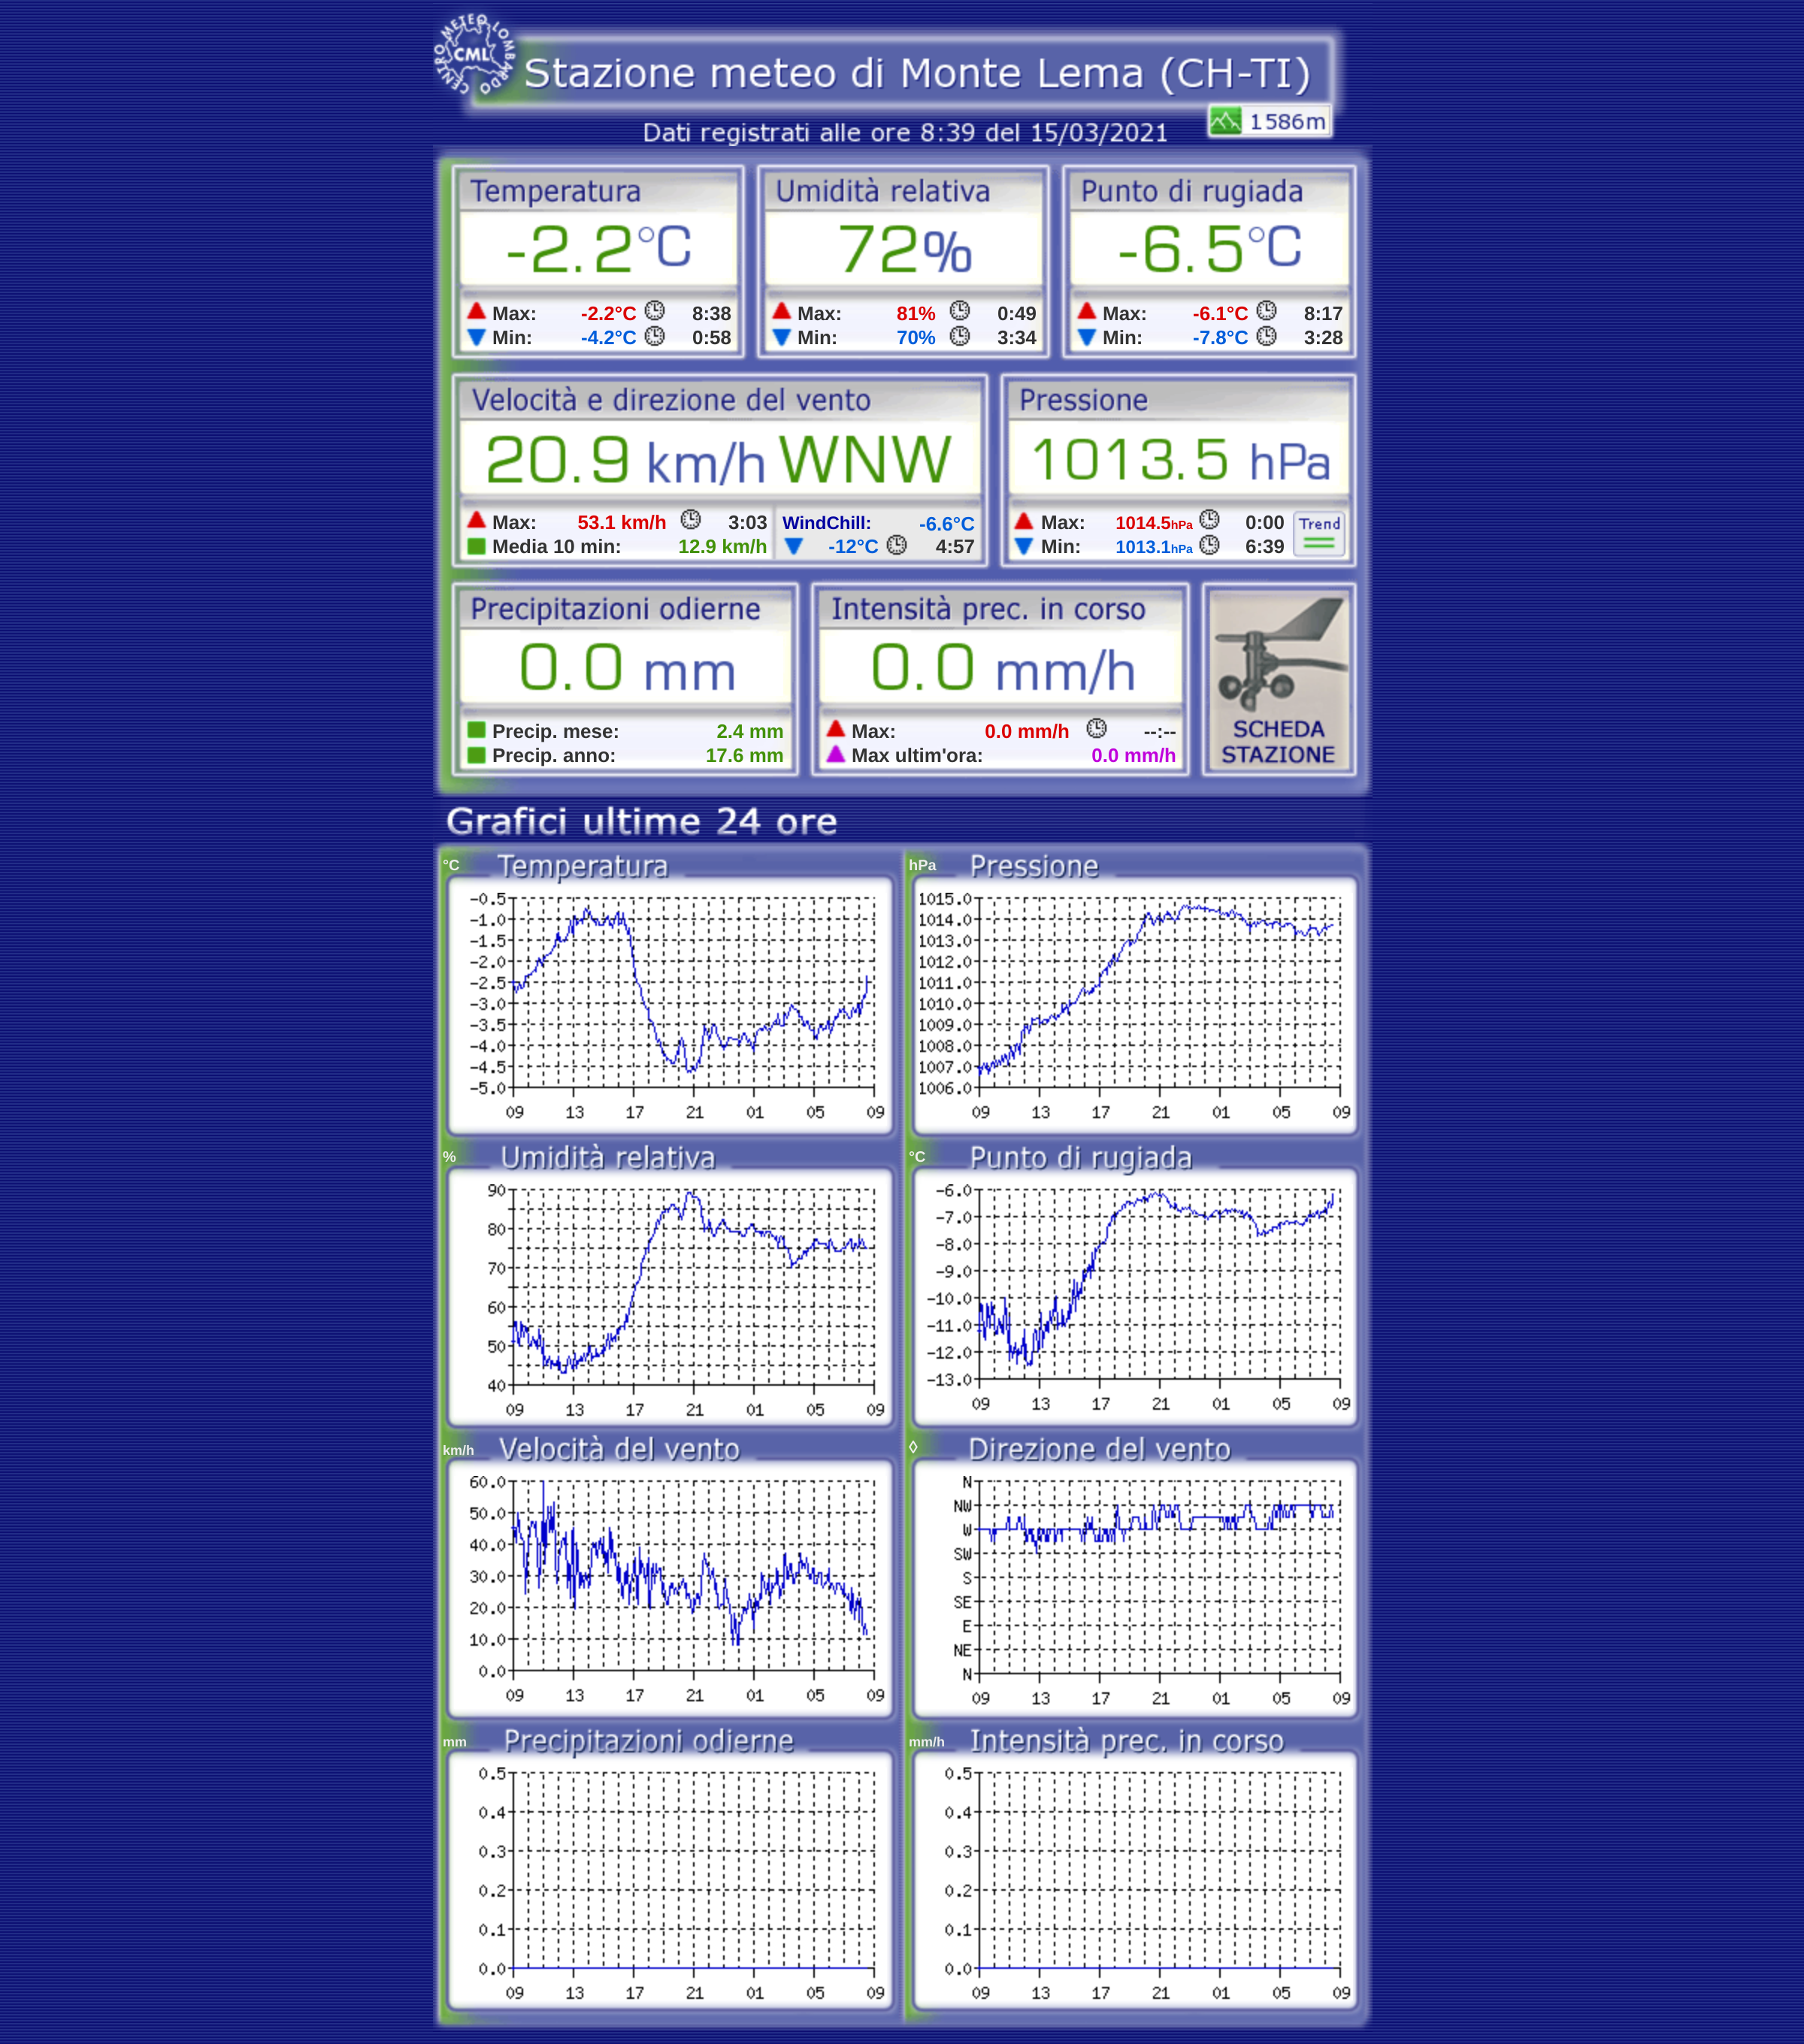 CENTRO METEO LOMBARDO
CML
Stazione meteo di Monte Lema (CH-TI)
1586m
Dati registrati alle ore 8:39 del 15/03/2021
Temperatura Umidità relativa Punto di rugiada
-2.2°C 72% -6.5°C
Max: -2.2°C 8:38 Max: 81% 0:49 Max: -6.1°C 8:17
Min: -4.2°C 0:58 Min: 70% 3:34 Min: -7.8°C 3:28
Velocità e direzione del vento Pressione
20.9 km/h WNW 1013.5 hPa
Max: 53.1 km/h 3:03 WindChill: -6.6°C Max: 1014.5hPa 0:00 Trend
Media 10 min: 12.9 km/h -12°C 4:57 Min: 1013.1hPa 6:39
Precipitazioni odierne Intensità prec. in corso
0.0 mm 0.0 mm/h
Precip. mese: 2.4 mm Max: 0.0 mm/h --:-- SCHEDA
Precip. anno: 17.6 mm Max ultim'ora: 0.0 mm/h STAZIONE
Grafici ultime 24 ore
°C Temperatura hPa Pressione
-0.5 1015.0
-1.0 1014.0
-1.5 1013.0
-2.0 1012.0
-2.5 1011.0
-3.0 1010.0
-3.5 1009.0
-4.0 1008.0
-4.5 1007.0
-5.0 1006.0
09 13 17 21 01 05 09 09 13 17 21 01 05 09
% Umidità relativa °C Punto di rugiada
90 -6.0
80 -7.0
-8.0
70 -9.0
60 -10.0
50 -11.0
-12.0
40 -13.0
09 13 17 21 01 05 09 09 13 17 21 01 05 09
km/h Velocità del vento ◊ Direzione del vento
60.0 N
50.0 NW
W
40.0 SW
30.0 S
20.0 SE
10.0 E
NE
0.0 N
09 13 17 21 01 05 09 09 13 17 21 01 05 09
mm Precipitazioni odierne mm/h Intensità prec. in corso
0.5 0.5
0.4 0.4
0.3 0.3
0.2 0.2
0.1 0.1
0.0 0.0
09 13 17 21 01 05 09 09 13 17 21 01 05 09